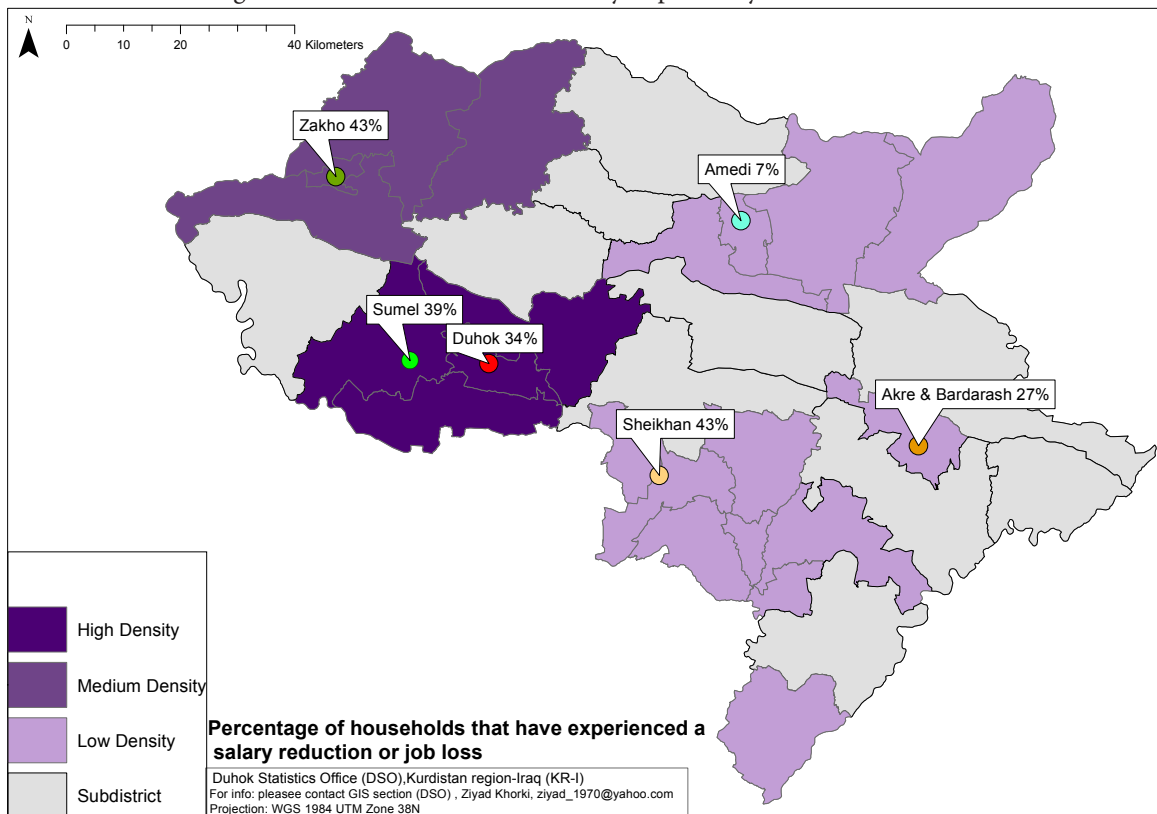 N
0 10 20 40 Kilometers
Zakho 43%
Amedi 7%
Sumel 39%
Duhok 34%
Akre & Bardarash 27%
Sheikhan 43%
High Density
Medium Density
Low Density
Subdistrict
Percentage of households that have experienced a
salary reduction or job loss
Duhok Statistics Office (DSO),Kurdistan region-Iraq (KR-I)
For info: pleasee contact GIS section (DSO) , Ziyad Khorki, ziyad_1970@yahoo.com
Projection: WGS 1984 UTM Zone 38N